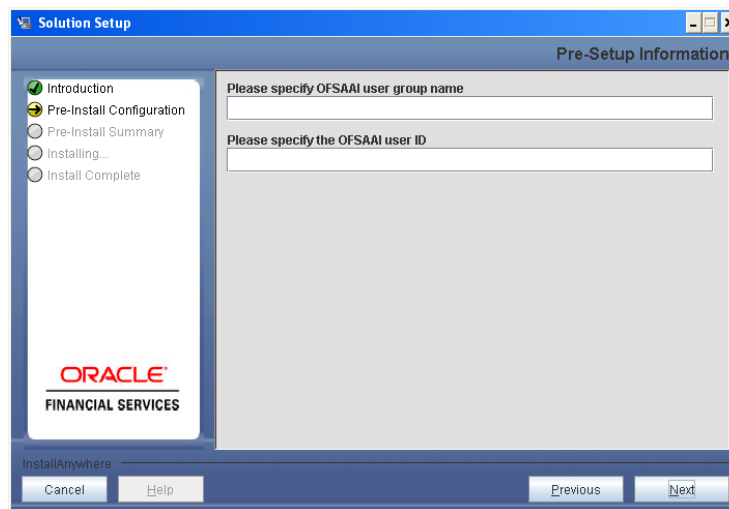 Solution Setup
Pre-Setup Information
Introduction
Pre-Install Configuration
Pre-Install Summary
Installing...
Install Complete
ORACLE
FINANCIAL SERVICES
Please specify OFSAAI user group name
Please specify the OFSAAI user ID
InstallAnywhere
Cancel
Help
Previous
Next